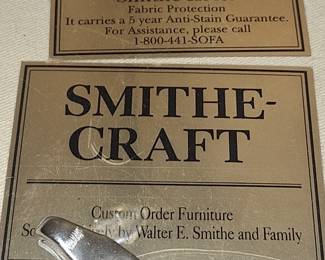 Fabric Protection
It carries a 5 year Anti-Stain Guarantee.
For Assistance, please call
1-800-441-SOFA
SMITHE-
CRAFT
Custom Order Furniture
by Walter E. Smithe and Family